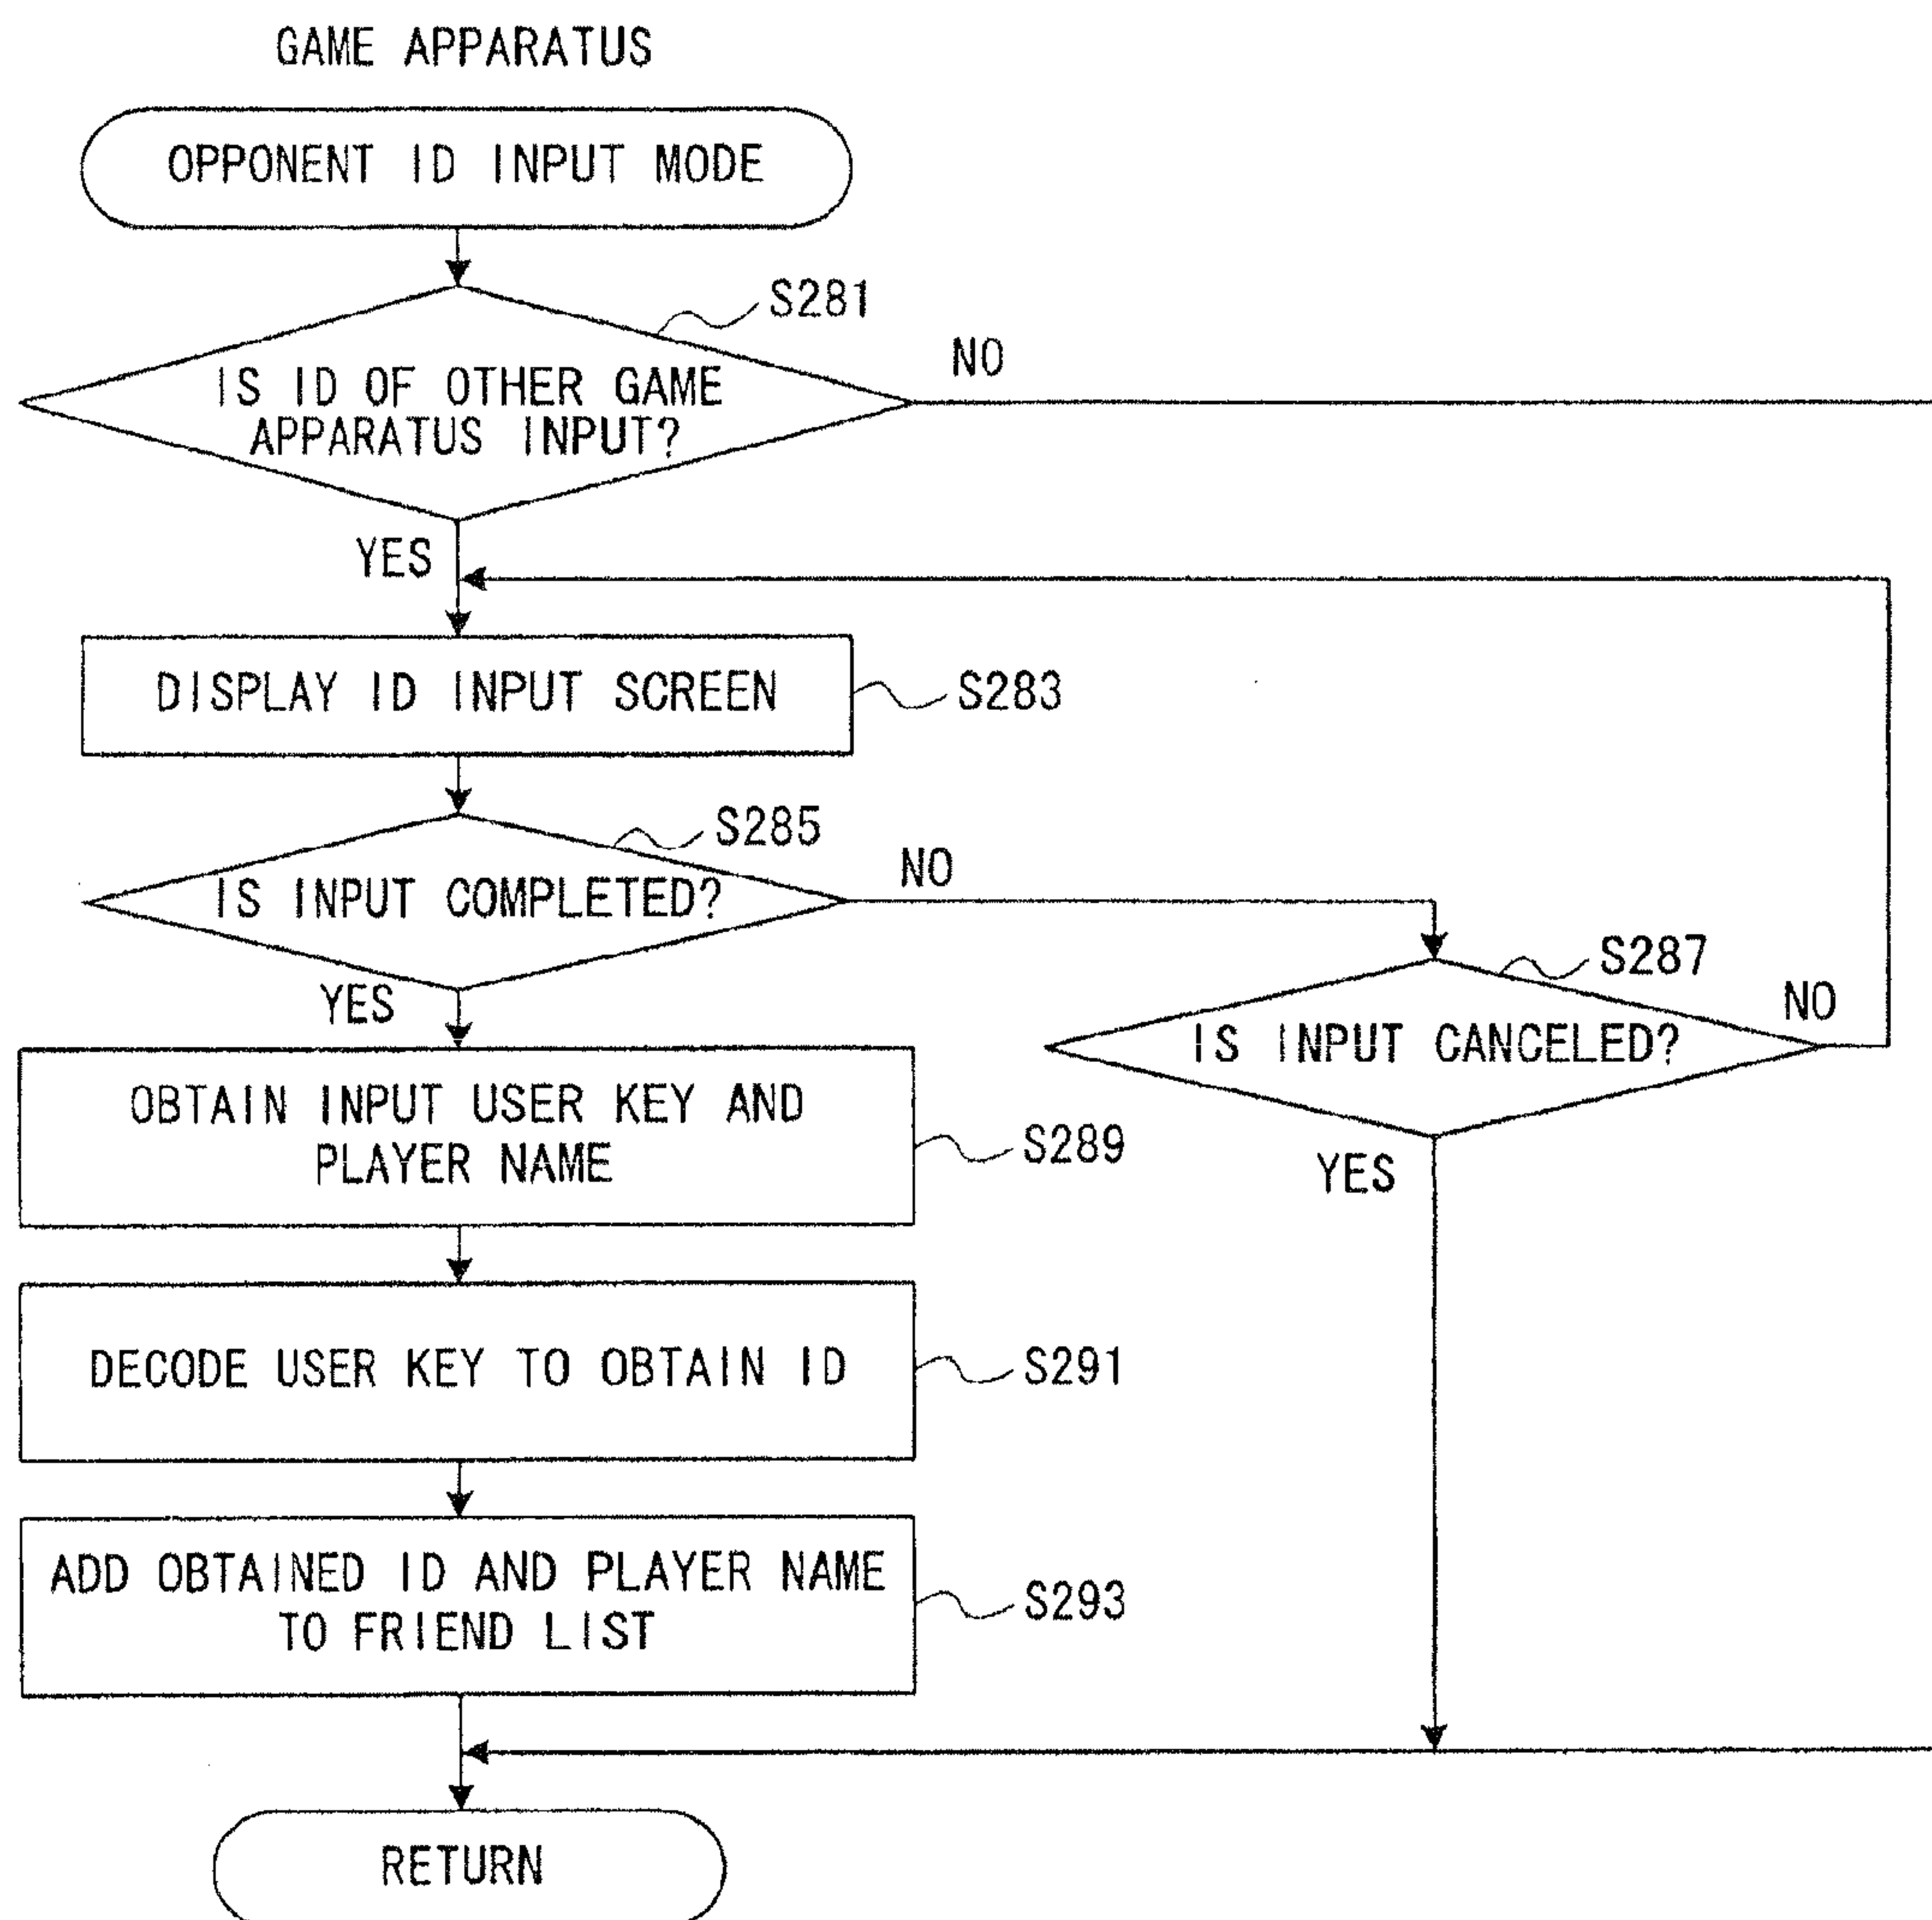 GAME APPARATUS
OPPONENT ID INPUT MODE
S281
IS ID OF OTHER GAME
APPARATUS INPUT?
NO
YES
DISPLAY ID INPUT SCREEN
S283
S285
IS INPUT COMPLETED?
NO
YES
S287
IS INPUT CANCELED?
NO
YES
OBTAIN INPUT USER KEY AND
PLAYER NAME
S289
DECODE USER KEY TO OBTAIN ID
S291
ADD OBTAINED ID AND PLAYER NAME
TO FRIEND LIST
S293
RETURN